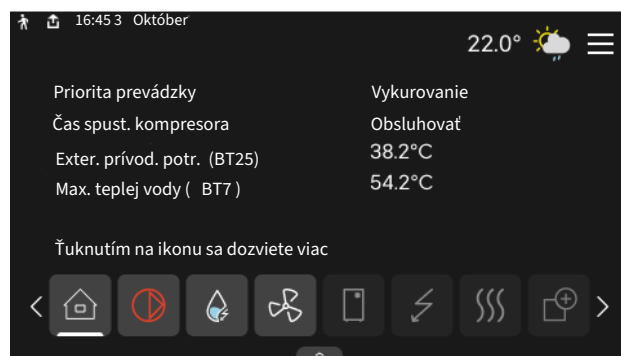 16:45 3 Október
22.0°
Priorita prevádzky Vykurovanie
Čas spust. kompresora Obsluhovať
Exter. prívod. potr. (BT25) 38.2°C
Max. teplej vody ( BT7 ) 54.2°C
Ťuknutím na ikonu sa dozviete viac